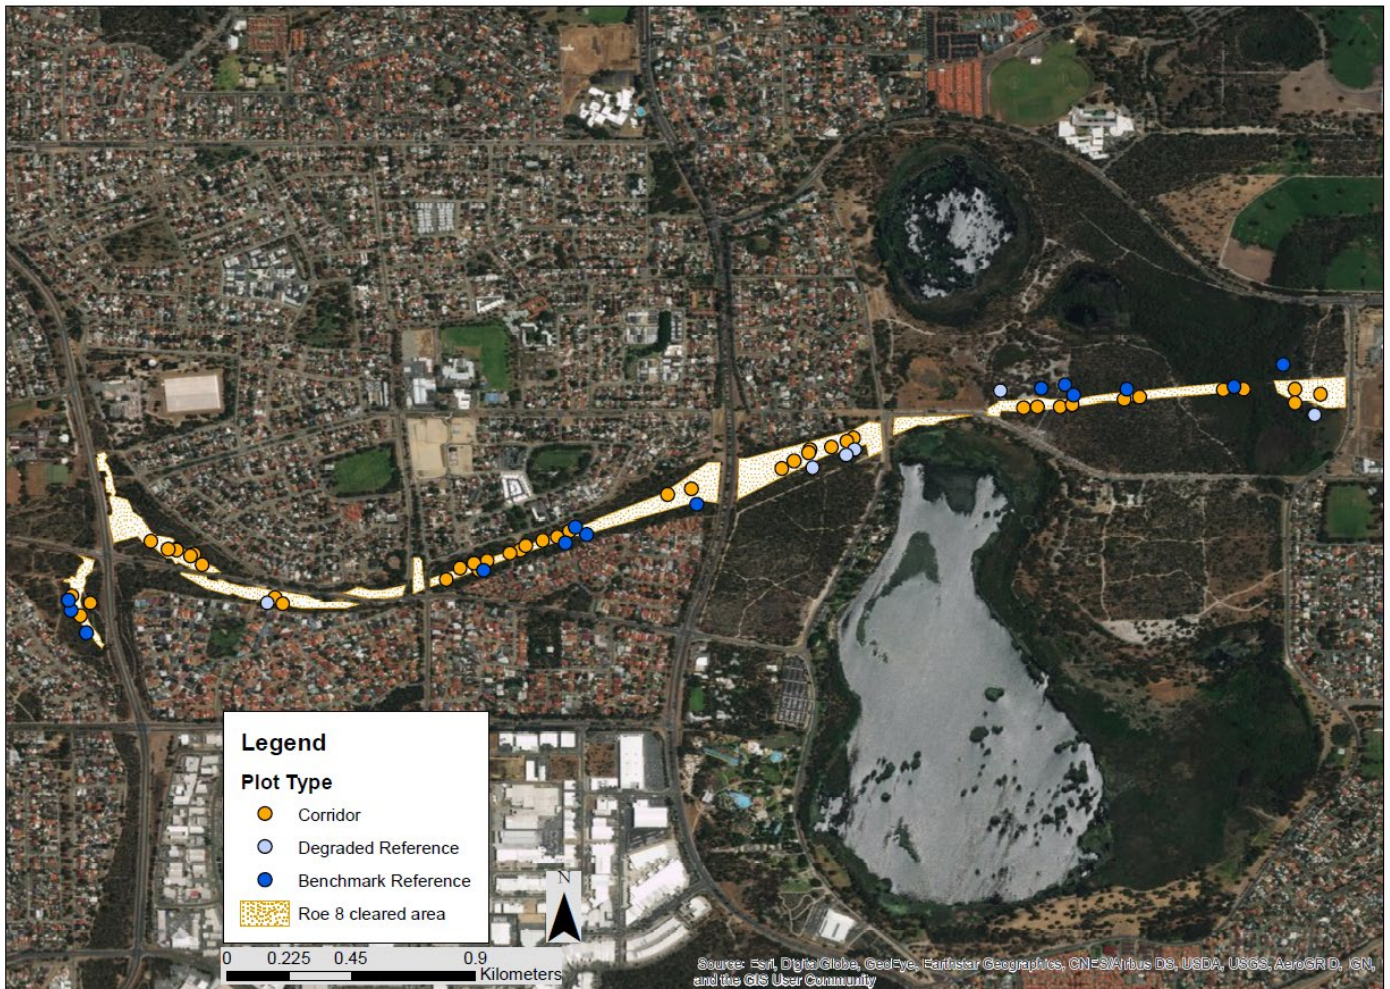 Legend
Plot Type
Corridor
Degraded Reference
Benchmark Reference
Roe 8 cleared area
N
0 0.225 0.45 0.9
Kilometers
Source: Esri, DigitalGlobe, GeoEye, Earthstar Geographics, CNES/Airbus DS, USDA, USGS, AeroGRID, IGN,
and the GIS User Community